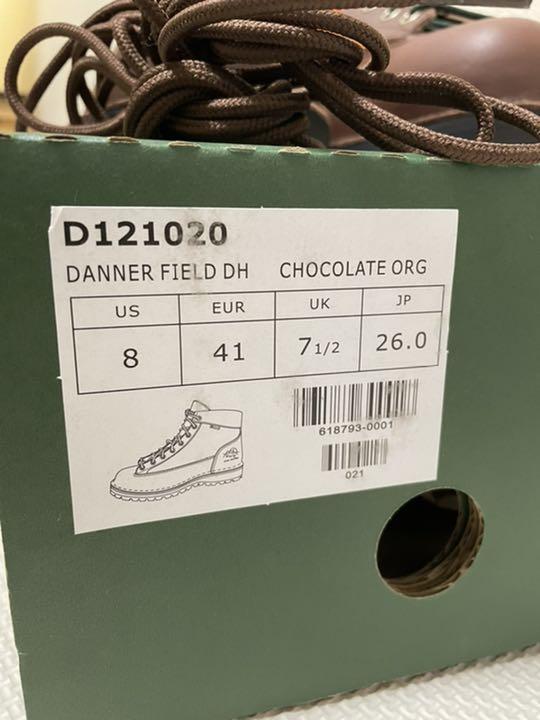 D121020
DANNER FIELD DH CHOCOLATE ORG
US EUR UK JP
8 41 7 1/2 26.0
618793-0001
021